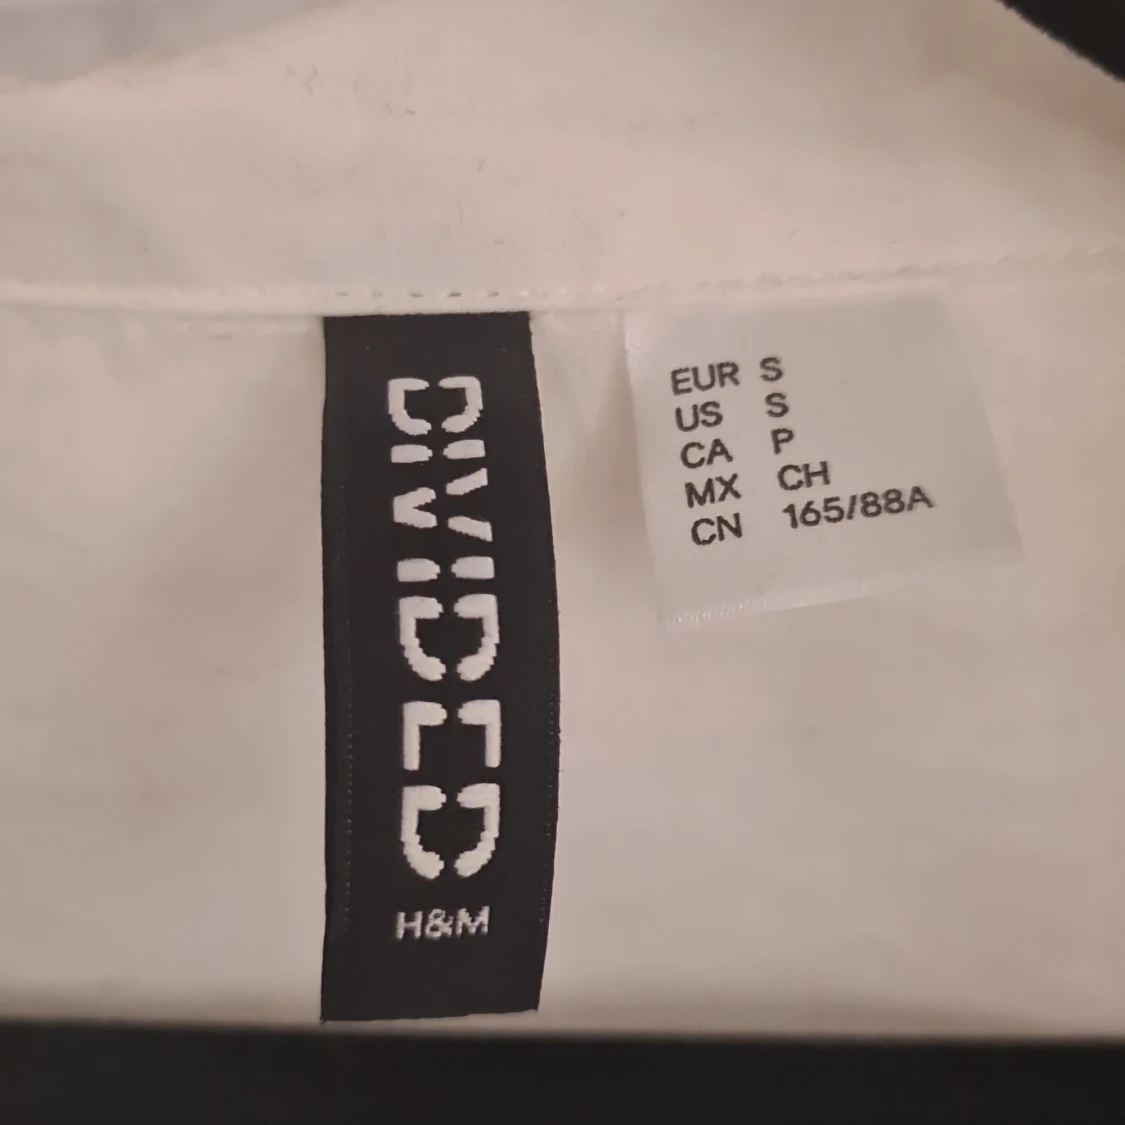 DIVIDED
H&M
EUR S
US S
CA P
MX CH
CN 165/88A